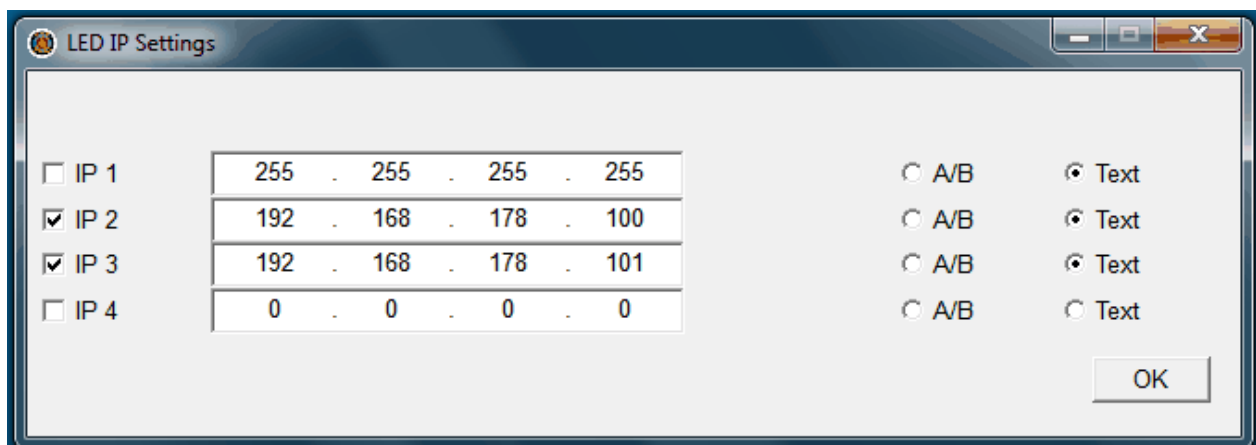 LED IP Settings
IP 1 255 . 255 . 255 . 255 A/B Text
IP 2 192 . 168 . 178 . 100 A/B Text
IP 3 192 . 168 . 178 . 101 A/B Text
IP 4 0 . 0 . 0 . 0 A/B Text
OK